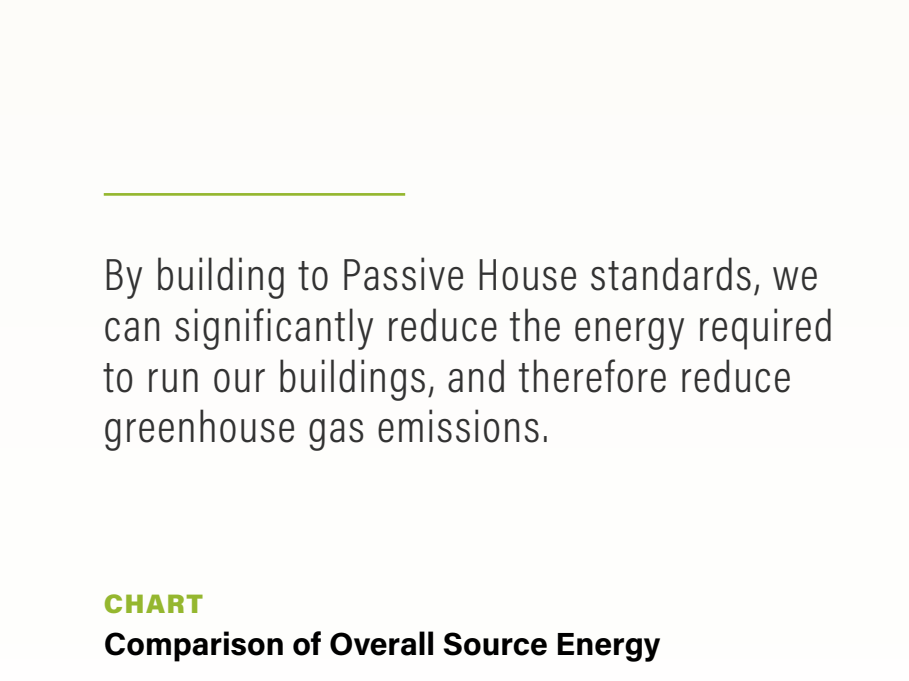 By building to Passive House standards, we
can significantly reduce the energy required
to run our buildings, and therefore reduce
greenhouse gas emissions.
CHART
Comparison of Overall Source Energy